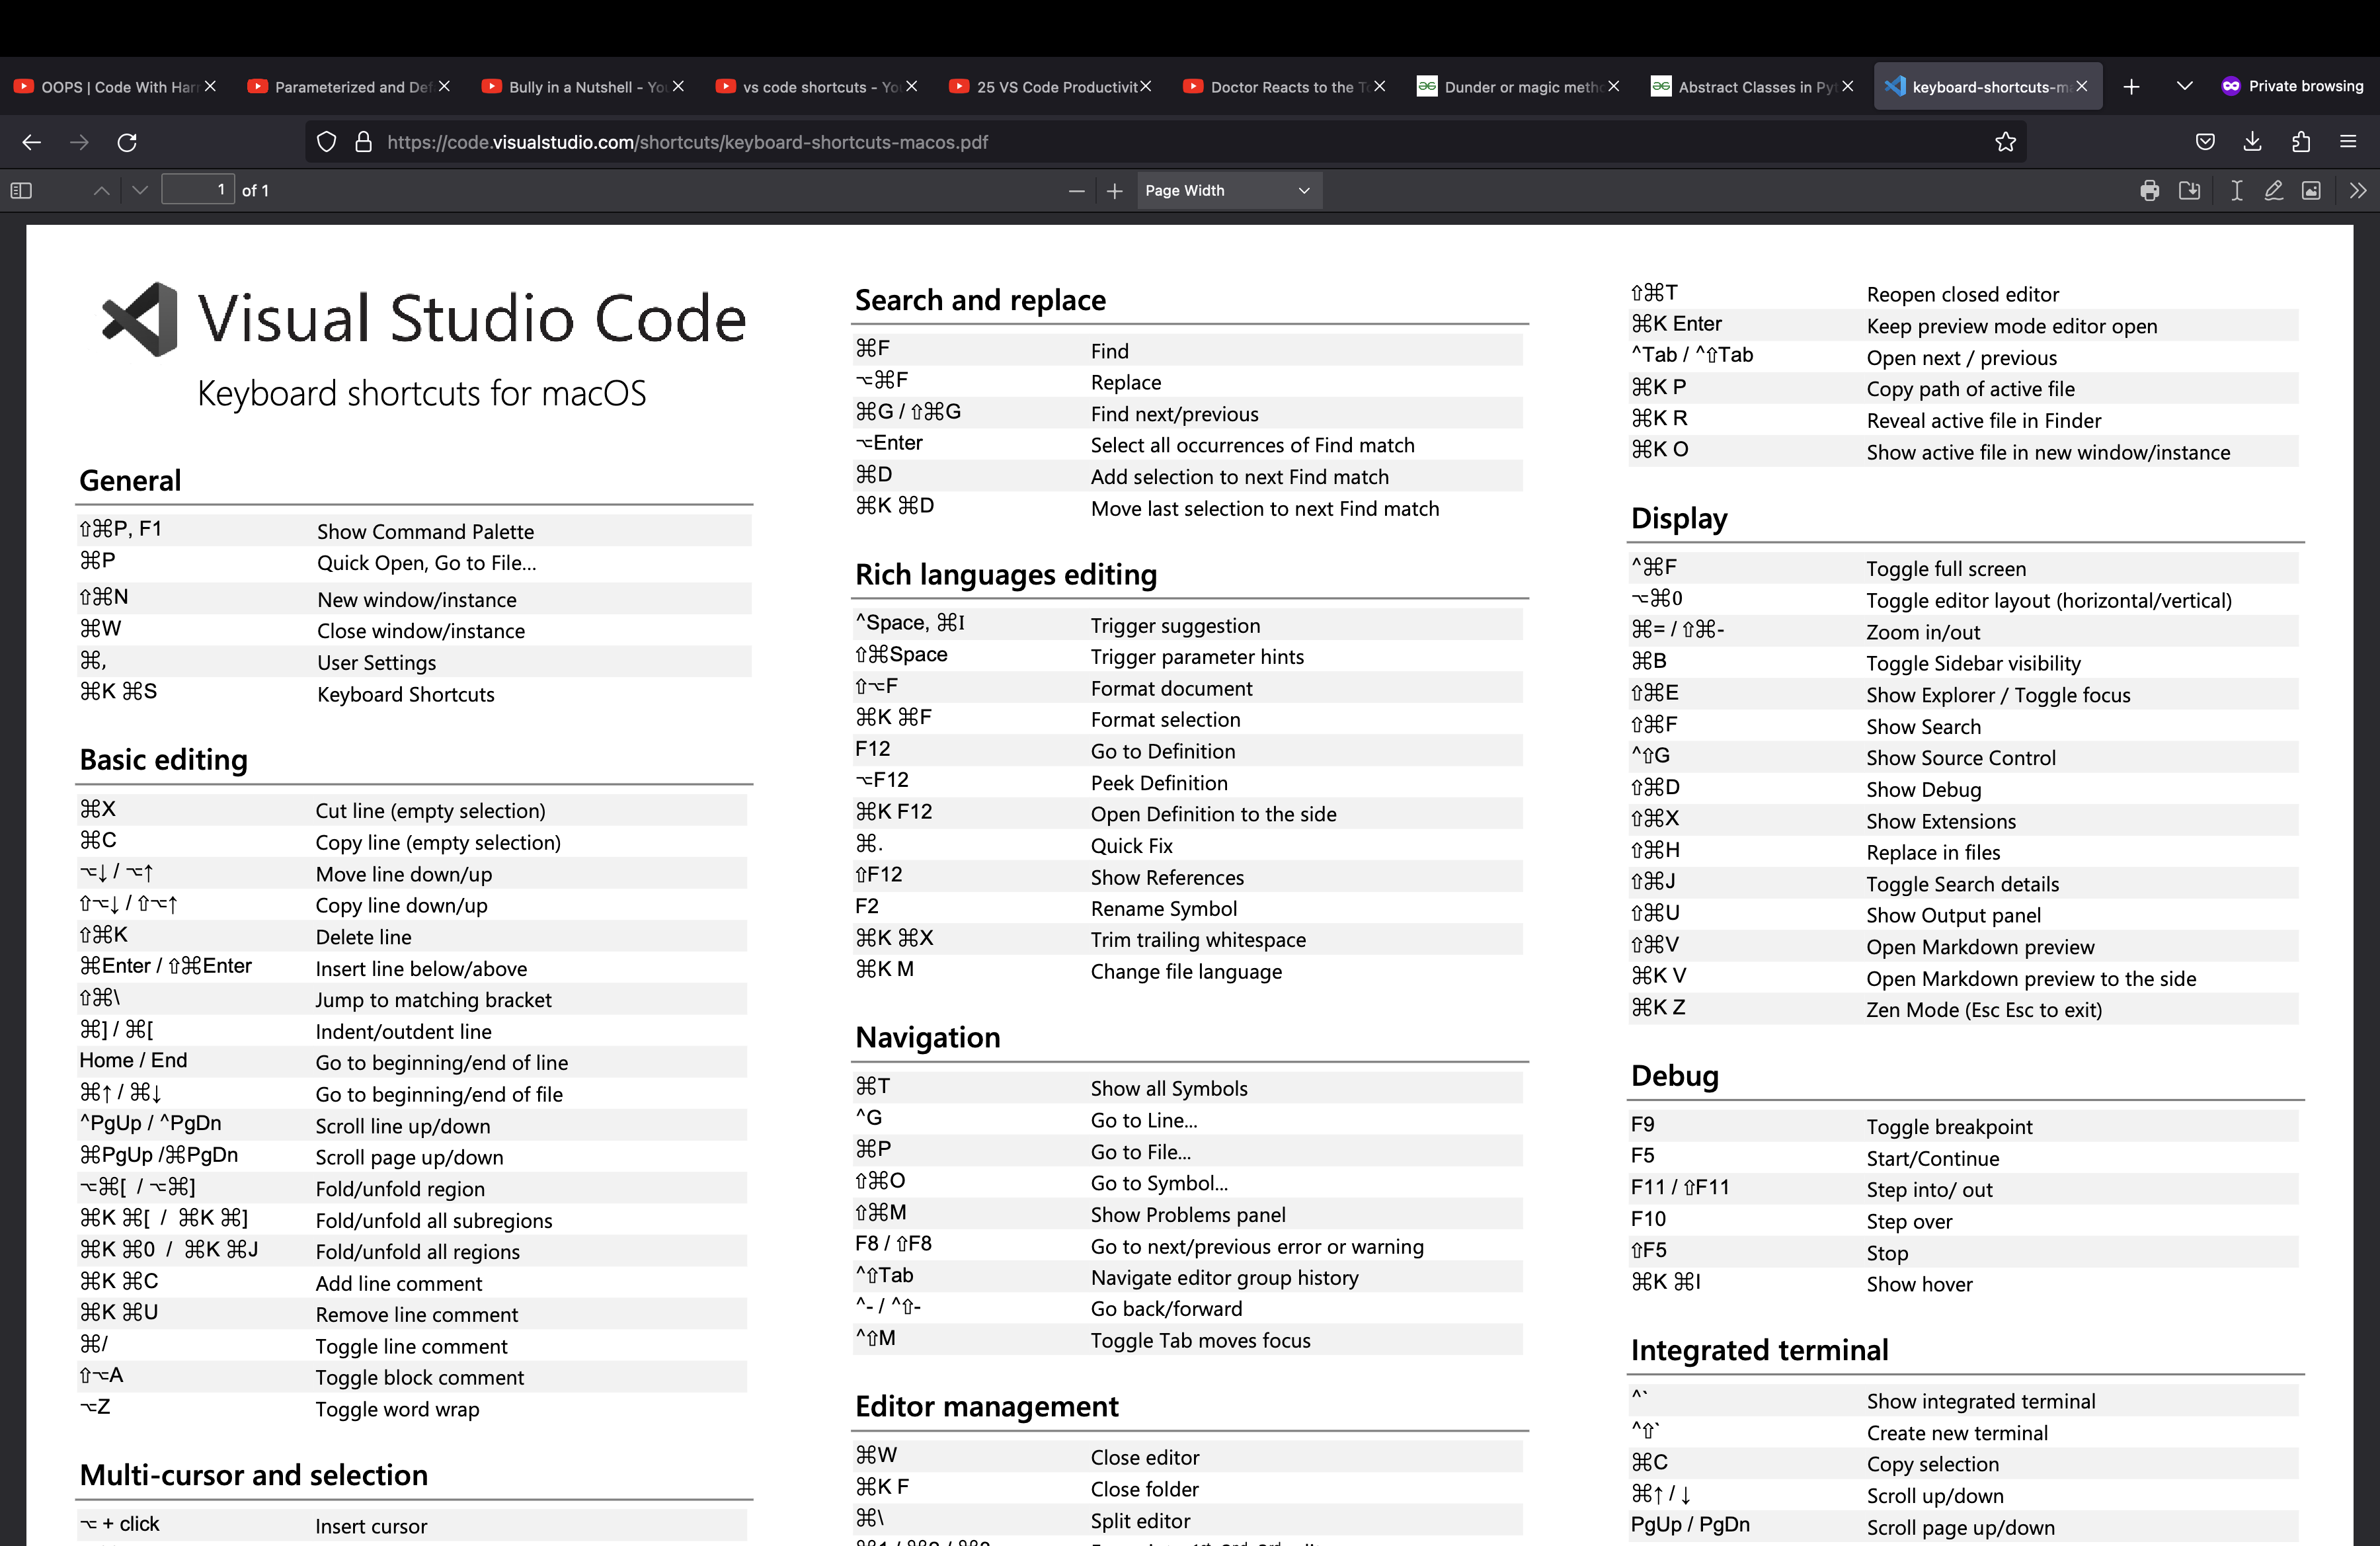 OOPS | Code With Harr
Parameterized and Def
Bully in a Nutshell - You
vs code shortcuts - You
25 VS Code Productivit
Doctor Reacts to the To
Dunder or magic metho
Abstract Classes in Pyt
keyboard-shortcuts-ma
Private browsing
https://code.visualstudio.com/shortcuts/keyboard-shortcuts-macos.pdf
1 of 1
Page Width
Visual Studio Code
Keyboard shortcuts for macOS
General
⇧⌘P, F1 Show Command Palette
⌘P Quick Open, Go to File...
⇧⌘N New window/instance
⌘W Close window/instance
⌘, User Settings
⌘K ⌘S Keyboard Shortcuts
Basic editing
⌘X Cut line (empty selection)
⌘C Copy line (empty selection)
⌥↓ / ⌥↑ Move line down/up
⇧⌥↓ / ⇧⌥↑ Copy line down/up
⇧⌘K Delete line
⌘Enter / ⇧⌘Enter Insert line below/above
⇧⌘\ Jump to matching bracket
⌘] / ⌘[ Indent/outdent line
Home / End Go to beginning/end of line
⌘↑ / ⌘↓ Go to beginning/end of file
^PgUp / ^PgDn Scroll line up/down
⌘PgUp /⌘PgDn Scroll page up/down
⌥⌘[ / ⌥⌘] Fold/unfold region
⌘K ⌘[ / ⌘K ⌘] Fold/unfold all subregions
⌘K ⌘0 / ⌘K ⌘J Fold/unfold all regions
⌘K ⌘C Add line comment
⌘K ⌘U Remove line comment
⌘/ Toggle line comment
⇧⌥A Toggle block comment
⌥Z Toggle word wrap
Multi-cursor and selection
⌥ + click Insert cursor
Search and replace
⌘F Find
⌥⌘F Replace
⌘G / ⇧⌘G Find next/previous
⌥Enter Select all occurrences of Find match
⌘D Add selection to next Find match
⌘K ⌘D Move last selection to next Find match
Rich languages editing
^Space, ⌘I Trigger suggestion
⇧⌘Space Trigger parameter hints
⇧⌥F Format document
⌘K ⌘F Format selection
F12 Go to Definition
⌥F12 Peek Definition
⌘K F12 Open Definition to the side
⌘. Quick Fix
⇧F12 Show References
F2 Rename Symbol
⌘K ⌘X Trim trailing whitespace
⌘K M Change file language
Navigation
⌘T Show all Symbols
^G Go to Line...
⌘P Go to File...
⇧⌘O Go to Symbol...
⇧⌘M Show Problems panel
F8 / ⇧F8 Go to next/previous error or warning
^⇧Tab Navigate editor group history
^- / ^⇧- Go back/forward
^⇧M Toggle Tab moves focus
Editor management
⌘W Close editor
⌘K F Close folder
⌘\ Split editor
⇧⌘T Reopen closed editor
⌘K Enter Keep preview mode editor open
^Tab / ^⇧Tab Open next / previous
⌘K P Copy path of active file
⌘K R Reveal active file in Finder
⌘K O Show active file in new window/instance
Display
^⌘F Toggle full screen
⌥⌘0 Toggle editor layout (horizontal/vertical)
⌘= / ⇧⌘- Zoom in/out
⌘B Toggle Sidebar visibility
⇧⌘E Show Explorer / Toggle focus
⇧⌘F Show Search
^⇧G Show Source Control
⇧⌘D Show Debug
⇧⌘X Show Extensions
⇧⌘H Replace in files
⇧⌘J Toggle Search details
⇧⌘U Show Output panel
⇧⌘V Open Markdown preview
⌘K V Open Markdown preview to the side
⌘K Z Zen Mode (Esc Esc to exit)
Debug
F9 Toggle breakpoint
F5 Start/Continue
F11 / ⇧F11 Step into/ out
F10 Step over
⇧F5 Stop
⌘K ⌘I Show hover
Integrated terminal
^` Show integrated terminal
^⇧` Create new terminal
⌘C Copy selection
⌘↑ / ↓ Scroll up/down
PgUp / PgDn Scroll page up/down